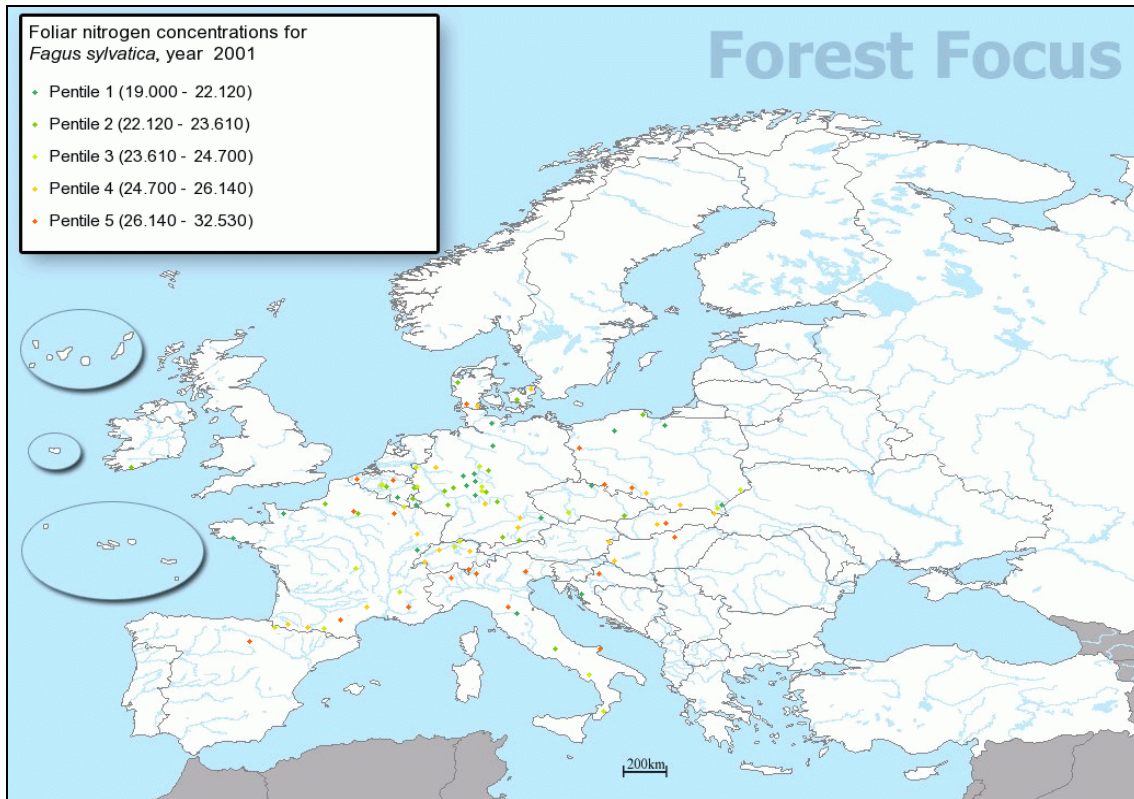 Foliar nitrogen concentrations for
Fagus sylvatica, year 2001
Pentile 1 (19.000 - 22.120)
Pentile 2 (22.120 - 23.610)
Pentile 3 (23.610 - 24.700)
Pentile 4 (24.700 - 26.140)
Pentile 5 (26.140 - 32.530)
Forest Focus
200km